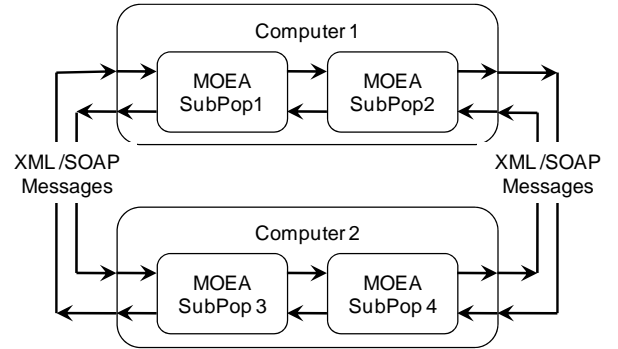 Computer 1
MOEA
SubPop1
MOEA
SubPop2
XML /SOAP
Messages
XML /SOAP
Messages
Computer 2
MOEA
SubPop 3
MOEA
SubPop 4